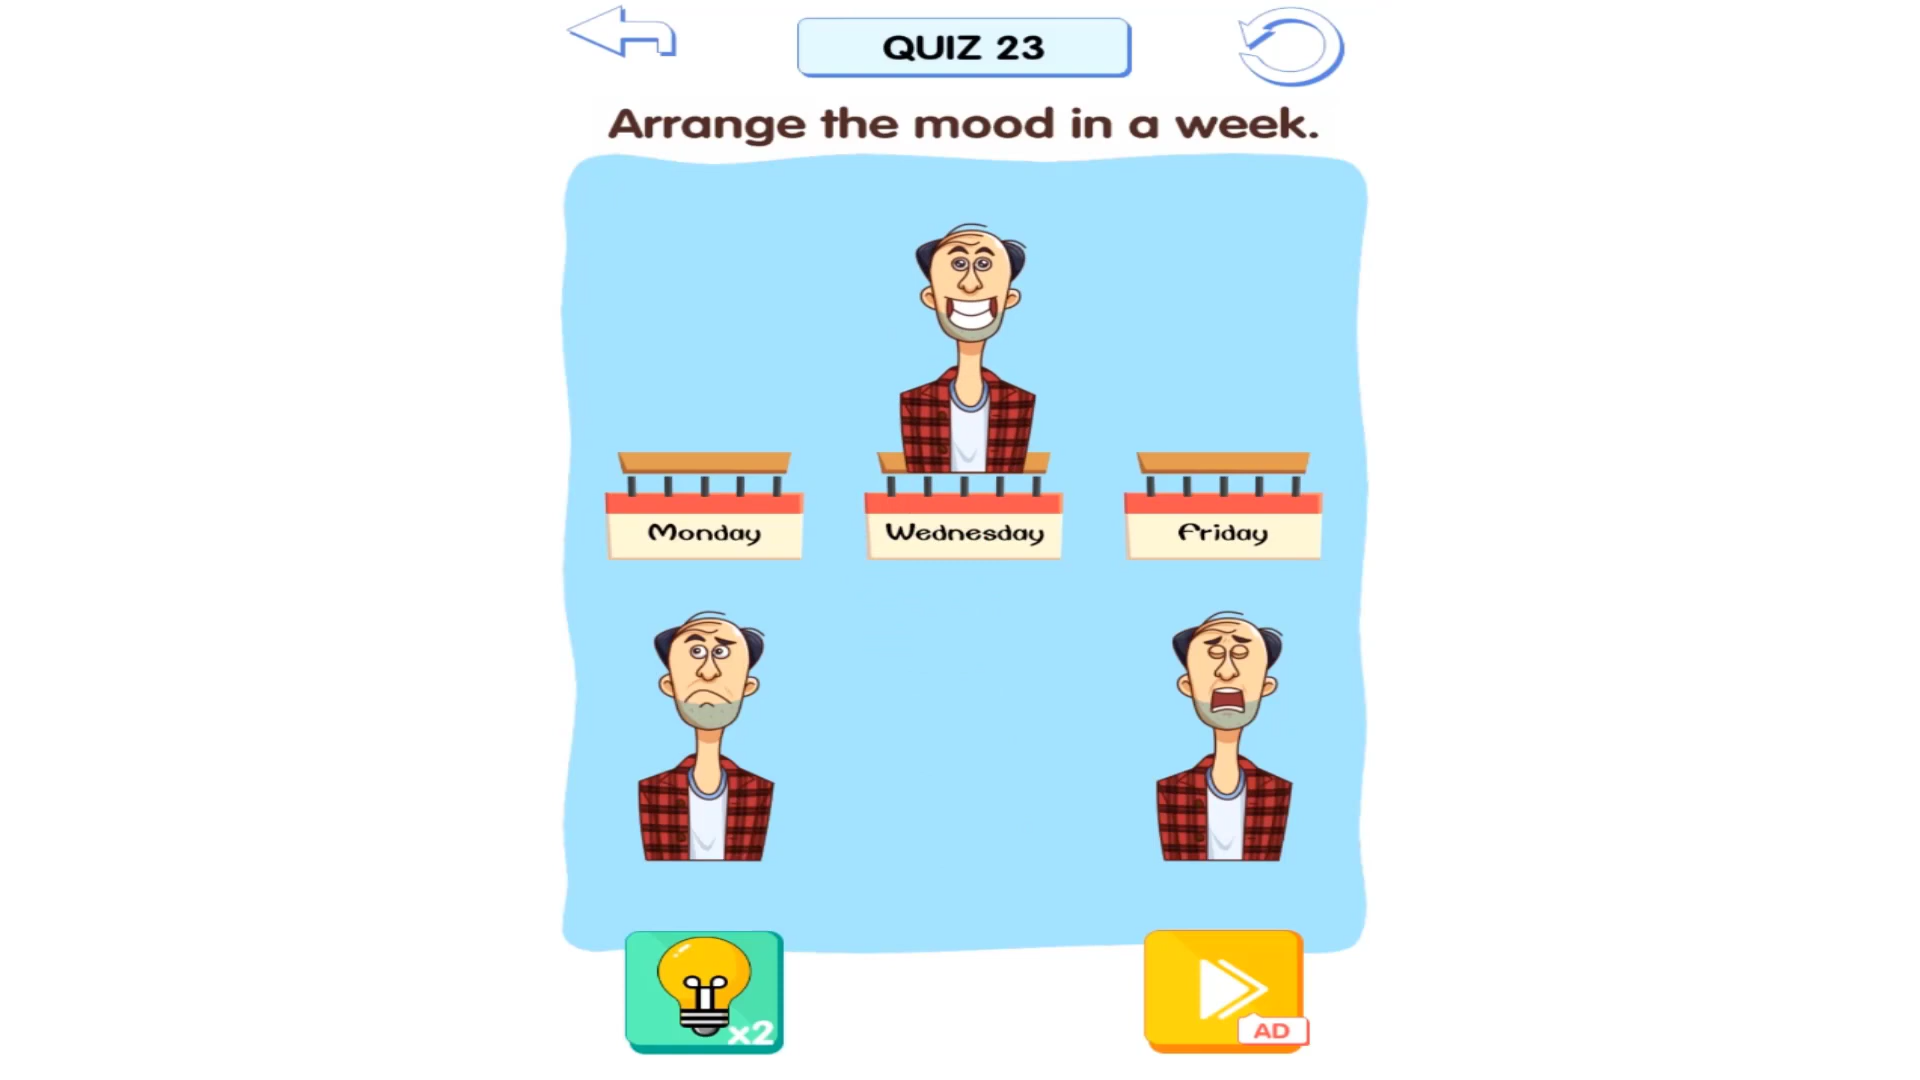 QUIZ 23
Arrange the mood in a week.
Monday
Wednesday
Friday
x2
AD